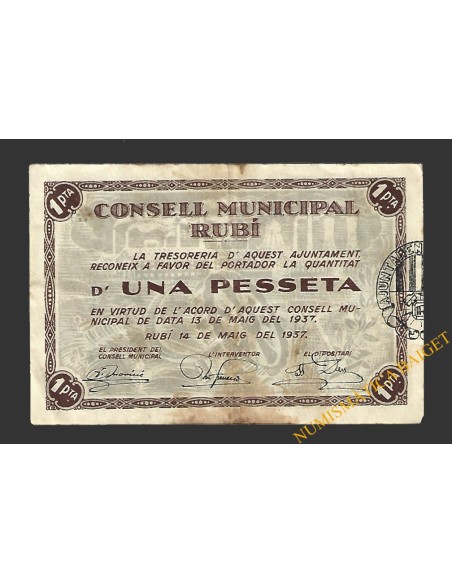 1 PTA 1 PTA
CONSELL MUNICIPAL
RUBÍ
LA TRESORERIA D' AQUEST AJUNTAMENT
RECONEIX A FAVOR DEL PORTADOR LA QUANTITAT
D' UNA PESSETA
EN VIRTUD DE L'ACORD D'AQUEST CONSELL MU-
NICIPAL DE DATA 13 DE MAIG DEL 1937.
RUBÍ 14 DE MAIG DEL 1937.
EL PRESIDENT DEL L'INTERVENTOR EL DIPOSITARI
CONSELL MUNICIPAL
1 PTA 1 PTA
NUMISMATICA SAIGET